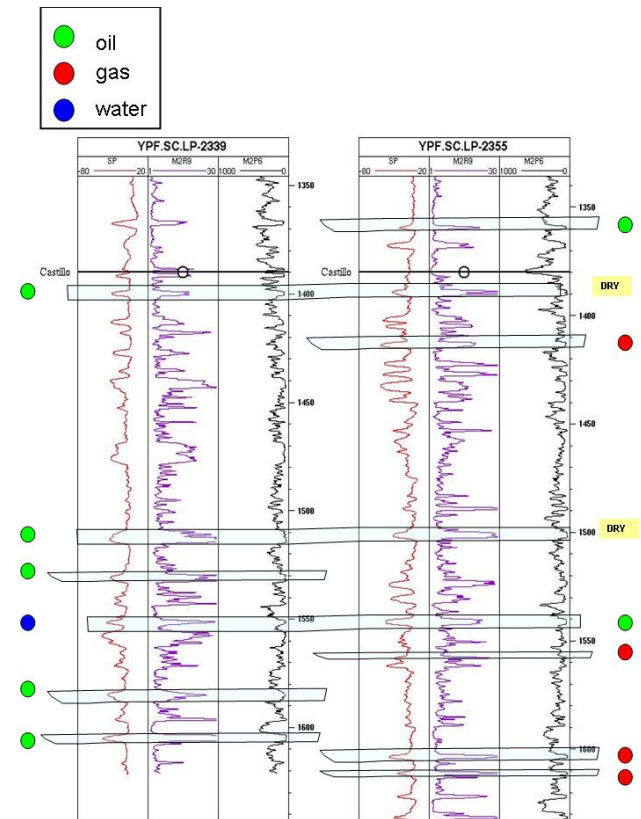 oil
gas
water
YPF.SC.LP-2339
SP M2R9 M2P6
-80 20 1 30 1000 0
YPF.SC.LP-2355
SP M2R9 M2P6
-80 20 1 30 1000 0
1350
1350
Castillo
Castillo
DRY
1400
1400
1450
1450
1500
1500
DRY
1550
1550
1600
1600